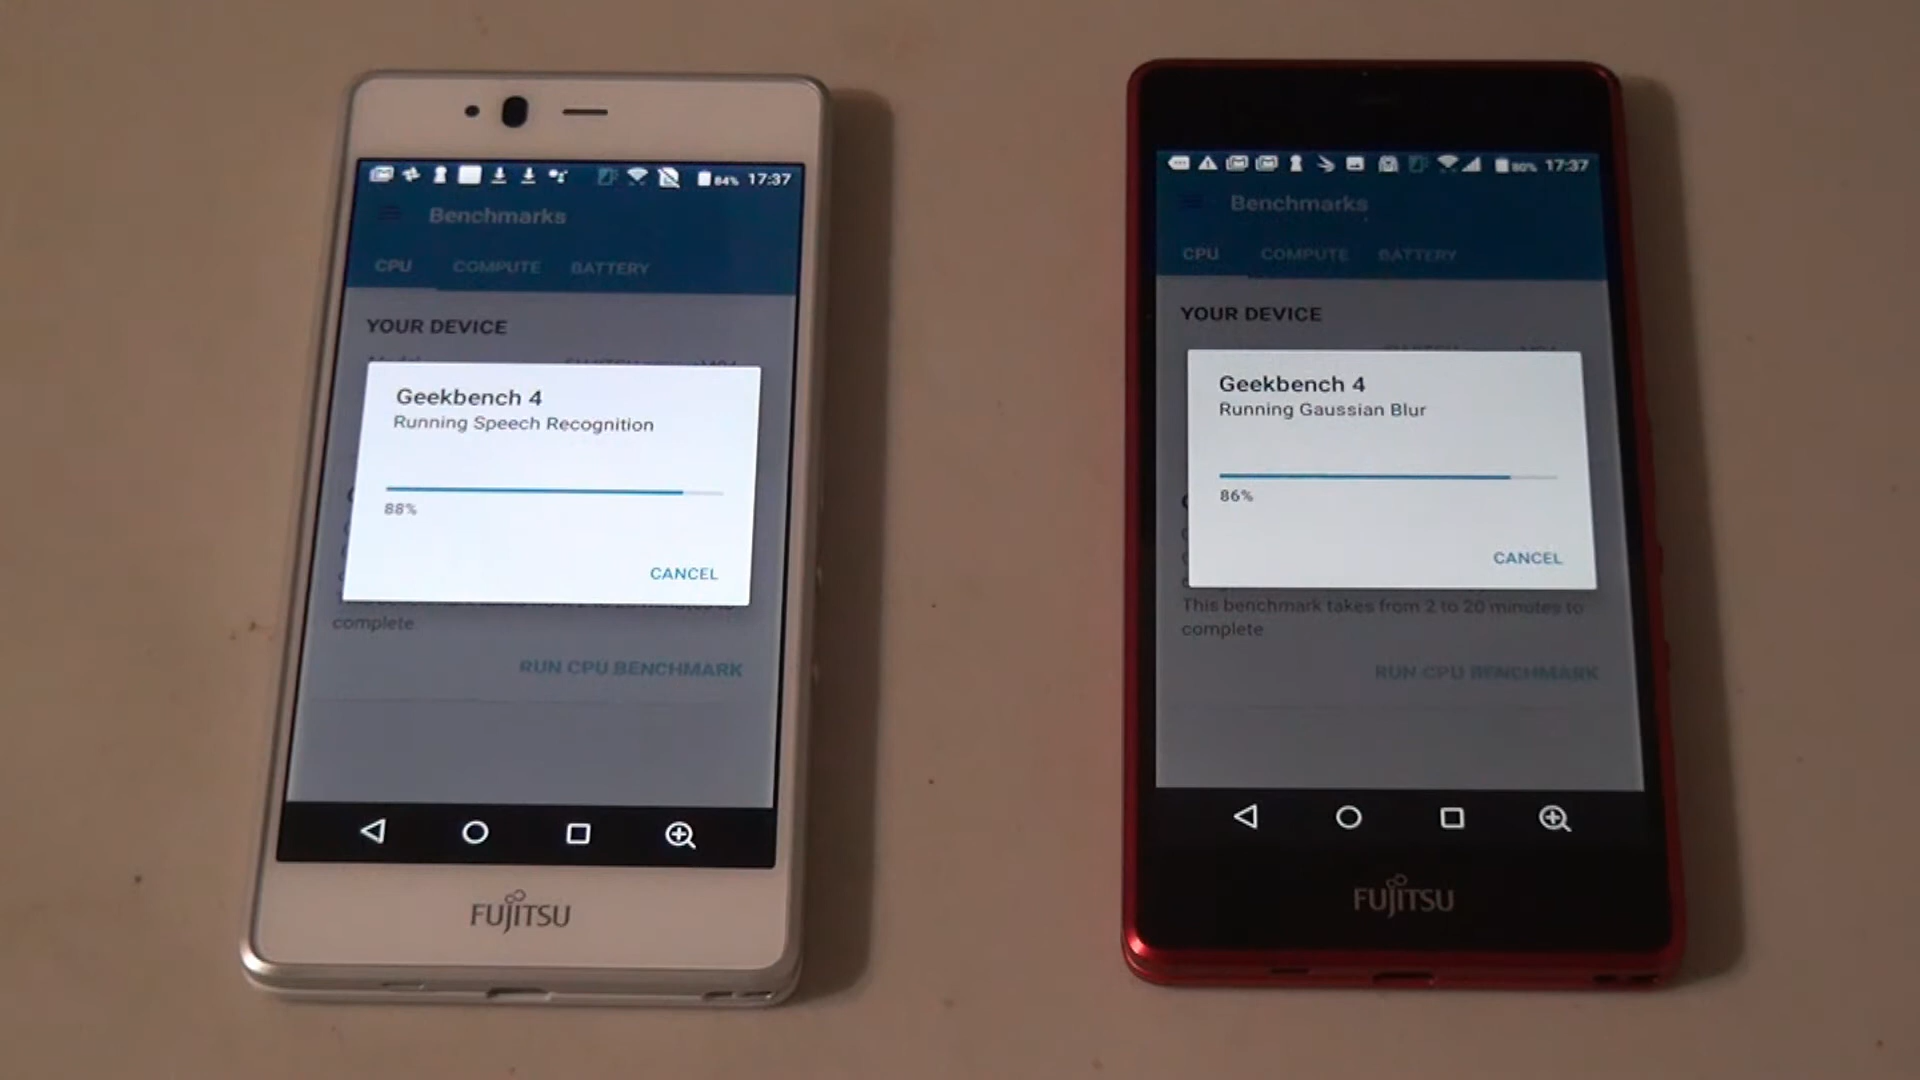 84% 17:37
Benchmarks
CPU COMPUTE BATTERY
YOUR DEVICE
Geekbench 4
Running Speech Recognition
88%
CANCEL
complete
RUN CPU BENCHMARK
FUJITSU
80% 17:37
Benchmarks
CPU COMPUTE BATTERY
YOUR DEVICE
Geekbench 4
Running Gaussian Blur
86%
CANCEL
This benchmark takes from 2 to 20 minutes to
complete
RUN CPU BENCHMARK
FUJITSU